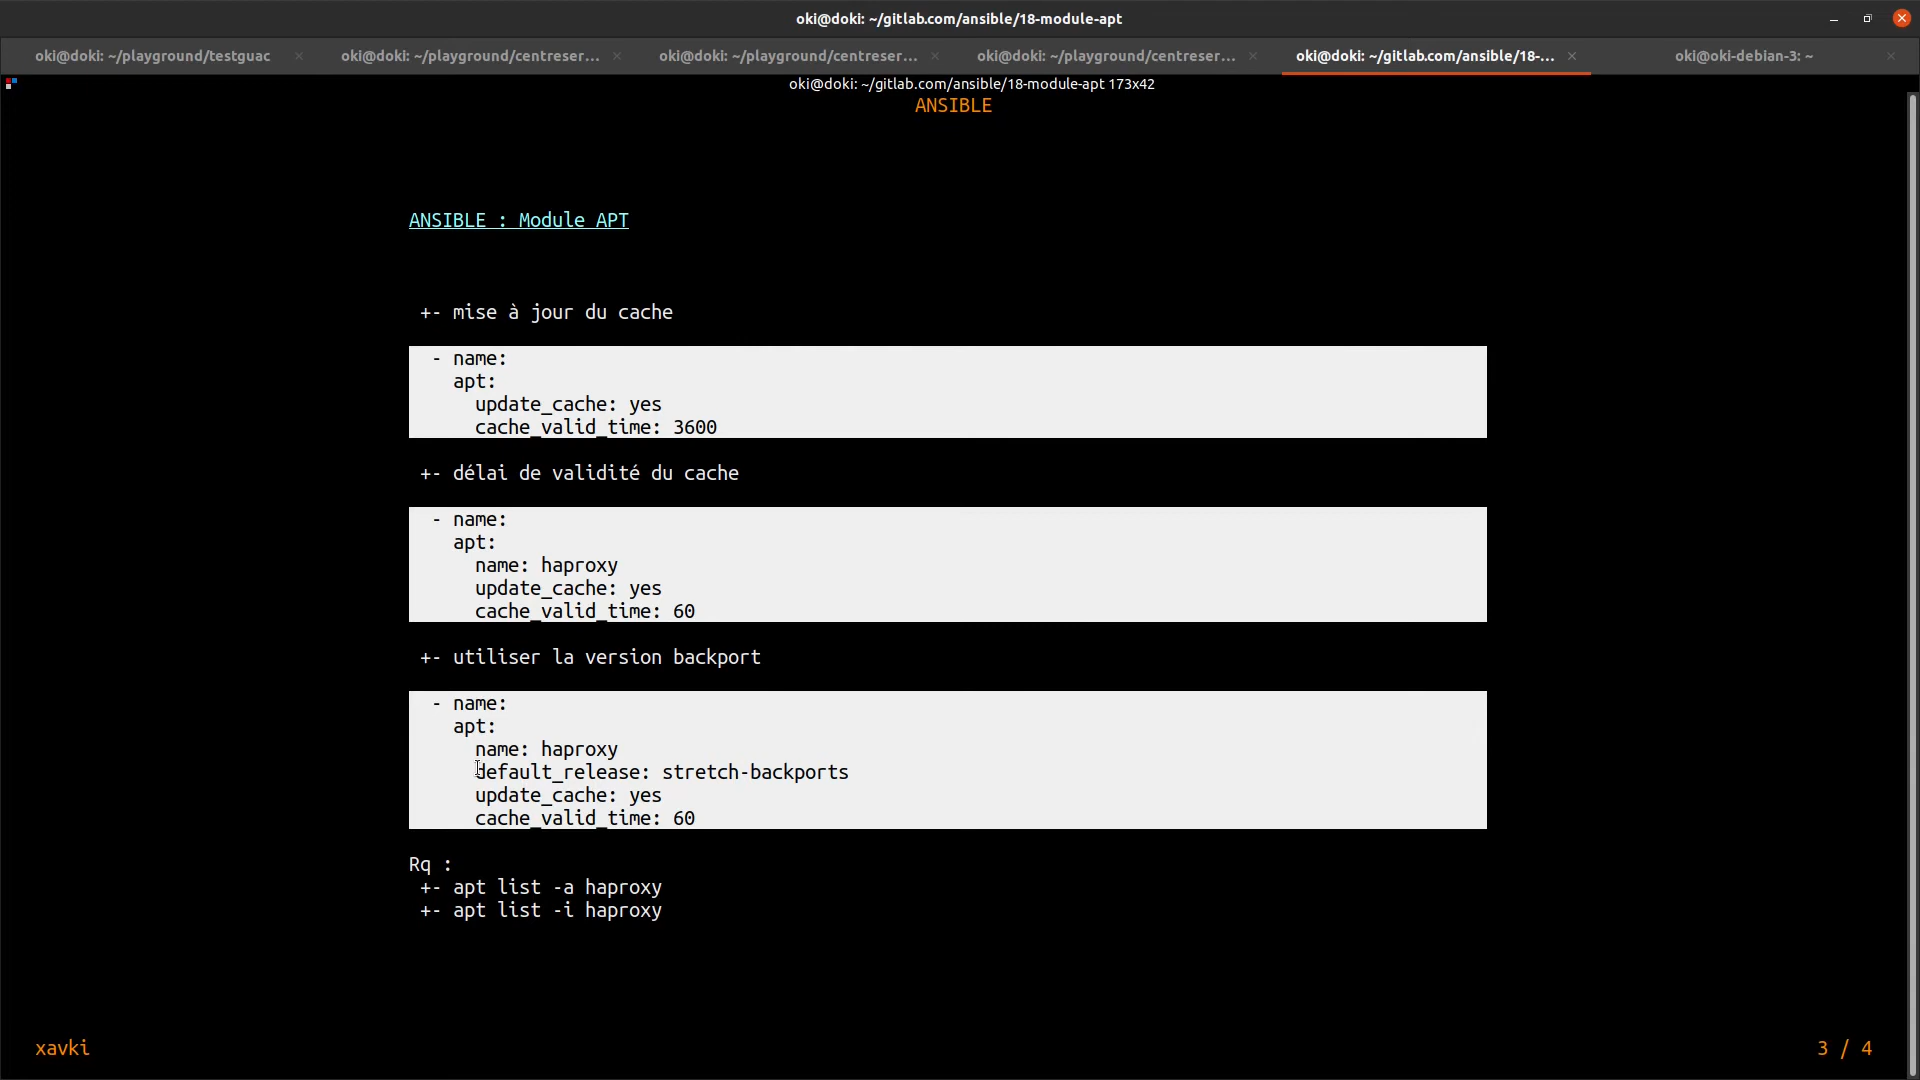 oki@doki: ~/gitlab.com/ansible/18-module-apt
oki@doki: ~/playground/testguac
oki@doki: ~/playground/centreser...
oki@doki: ~/playground/centreser...
oki@doki: ~/playground/centreser...
oki@doki: ~/gitlab.com/ansible/18-...
oki@oki-debian-3: ~
oki@doki: ~/gitlab.com/ansible/18-module-apt 173x42
ANSIBLE
ANSIBLE : Module APT
+- mise à jour du cache
- name:
apt:
update_cache: yes
cache_valid_time: 3600
+- délai de validité du cache
- name:
apt:
name: haproxy
update_cache: yes
cache_valid_time: 60
+- utiliser la version backport
- name:
apt:
name: haproxy
default_release: stretch-backports
update_cache: yes
cache_valid_time: 60
Rq :
+- apt list -a haproxy
+- apt list -i haproxy
xavki
3 / 4